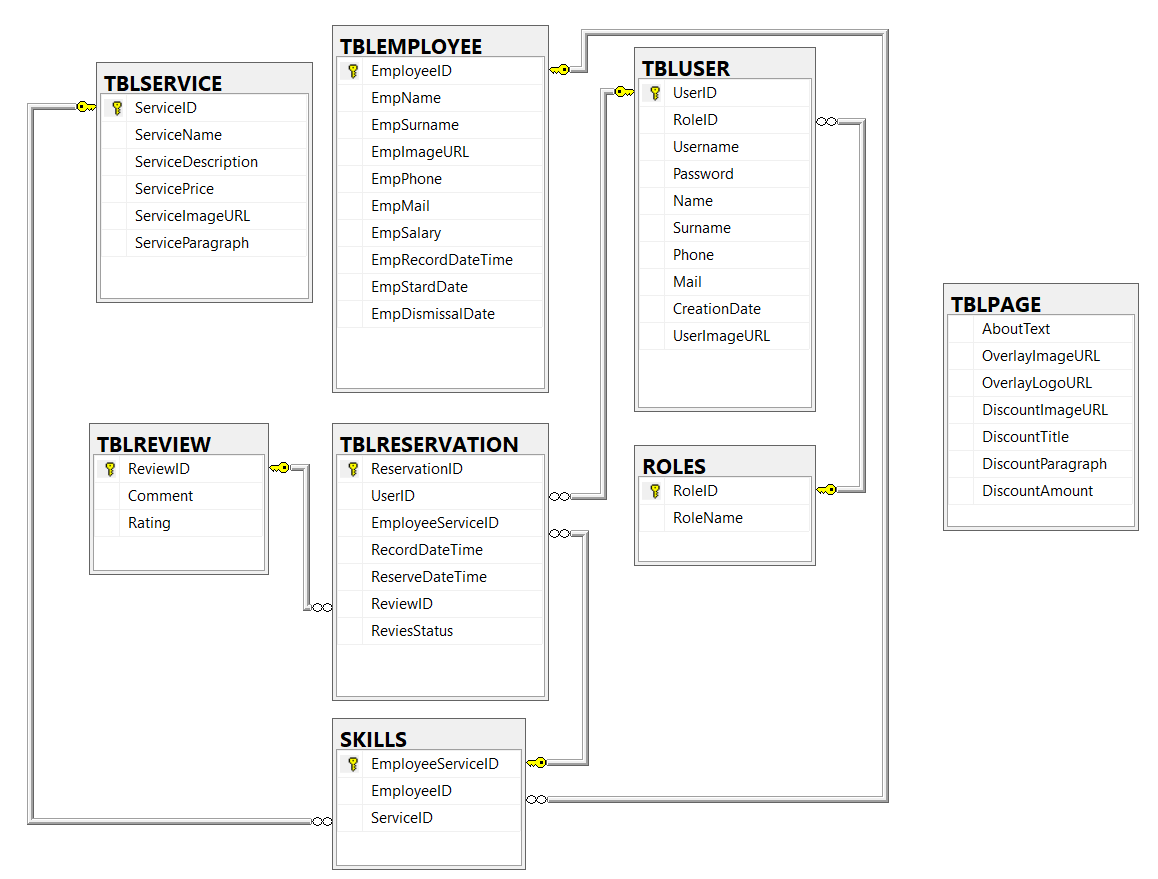 TBLSERVICE
ServiceID
ServiceName
ServiceDescription
ServicePrice
ServiceImageURL
ServiceParagraph
TBLEMPLOYEE
EmployeeID
EmpName
EmpSurname
EmpImageURL
EmpPhone
EmpMail
EmpSalary
EmpRecordDateTime
EmpStardDate
EmpDismissalDate
TBLUSER
UserID
RoleID
Username
Password
Name
Surname
Phone
Mail
CreationDate
UserImageURL
TBLPAGE
AboutText
OverlayImageURL
OverlayLogoURL
DiscountImageURL
DiscountTitle
DiscountParagraph
DiscountAmount
TBLREVIEW
ReviewID
Comment
Rating
TBLRESERVATION
ReservationID
UserID
EmployeeServiceID
RecordDateTime
ReserveDateTime
ReviewID
ReviesStatus
ROLES
RoleID
RoleName
SKILLS
EmployeeServiceID
EmployeeID
ServiceID